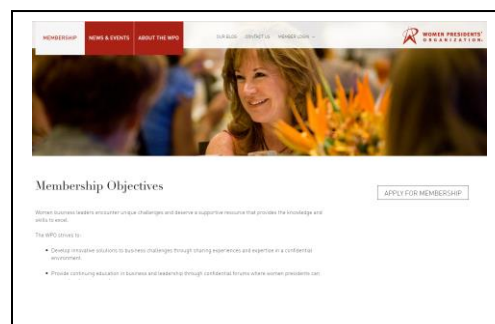 MEMBERSHIP
NEWS & EVENTS
ABOUT THE WPO
OUR BLOG
CONTACT US
MEMBER LOGIN
WOMEN PRESIDENTS'
ORGANIZATION
Membership Objectives
APPLY FOR MEMBERSHIP
Women business leaders encounter unique challenges and deserve a supportive resource that provides the knowledge and
skills to excel.
The WPO strives to:
• Develop innovative solutions to business challenges through sharing experiences and expertise in a confidential
environment.
• Provide continuing education in business and leadership through confidential forums where women presidents can